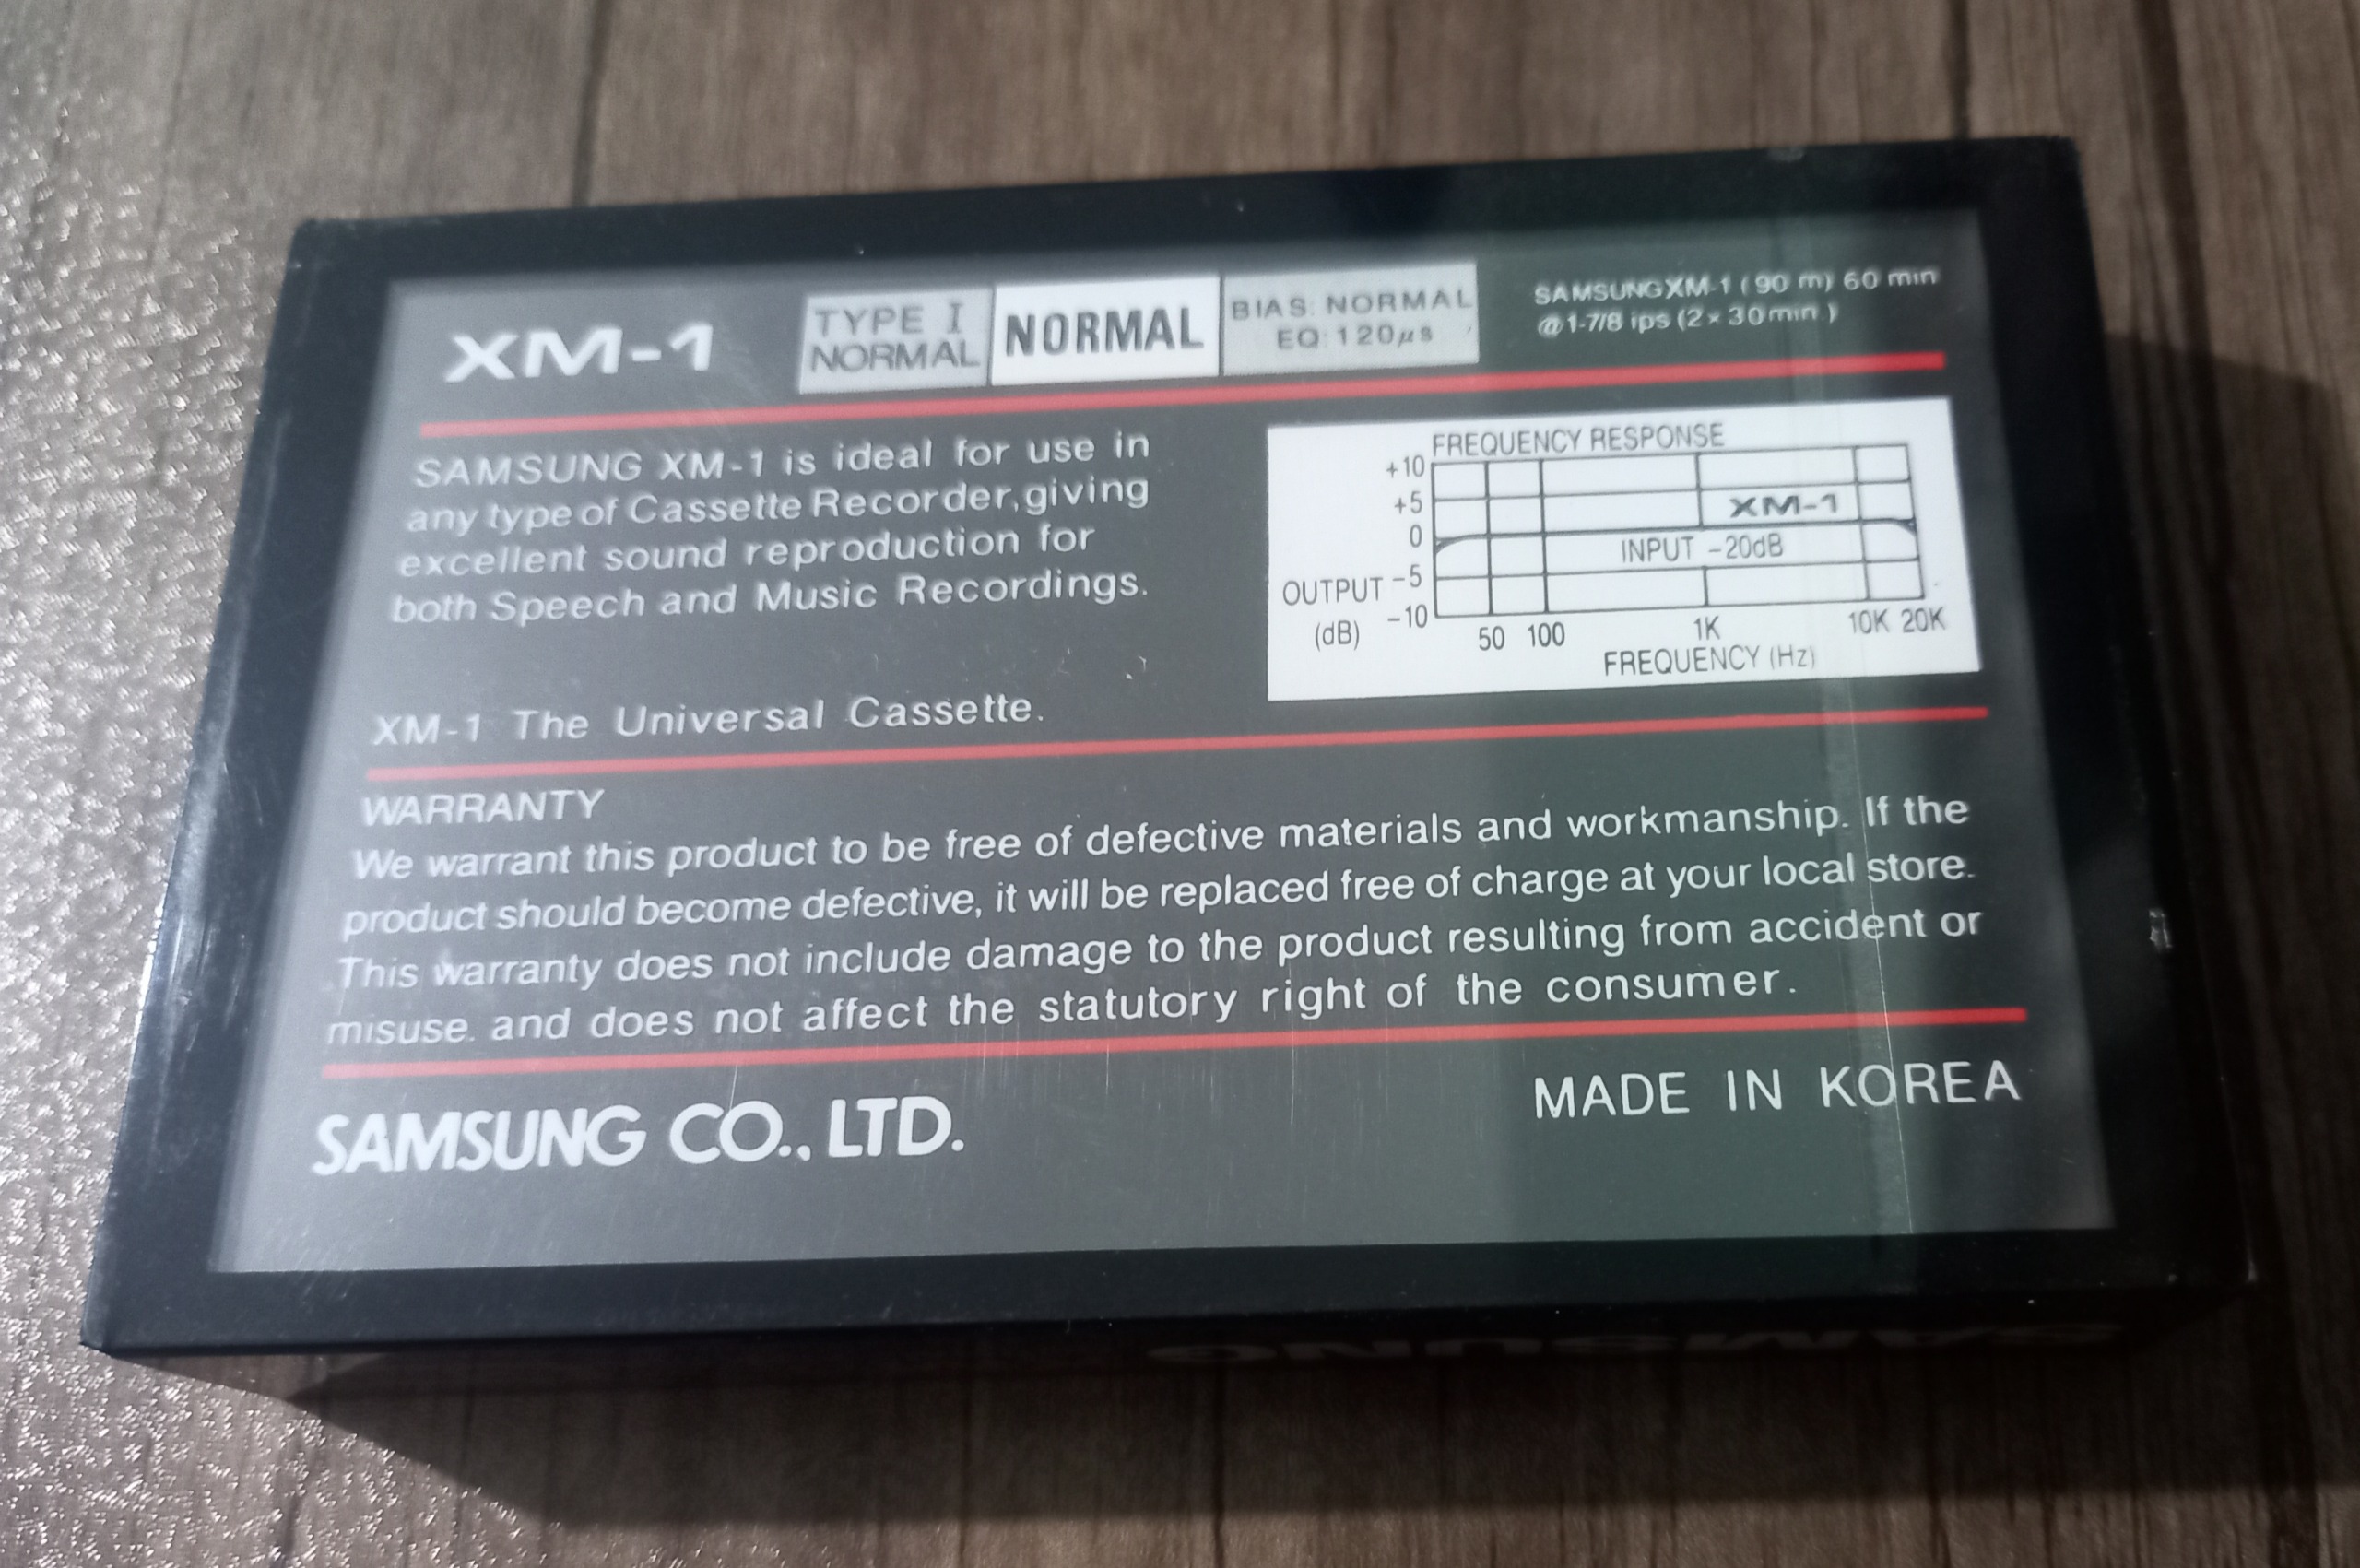 XM-1
TYPE I
NORMAL
NORMAL
BIAS: NORMAL
EQ: 120µs
SAMSUNG XM-1 (90 m) 60 min
@1-7/8 ips (2×30min.)
SAMSUNG XM-1 is ideal for use in
any type of Cassette Recorder, giving
excellent sound reproduction for
both Speech and Music Recordings.
XM-1 The Universal Cassette.
FREQUENCY RESPONSE
+10
+5
0
-5
-10
OUTPUT
(dB)
XM-1
INPUT -20dB
50 100 1K 10K 20K
FREQUENCY (Hz)
WARRANTY
We warrant this product to be free of defective materials and workmanship. If the
product should become defective, it will be replaced free of charge at your local store.
This warranty does not include damage to the product resulting from accident or
misuse. and does not affect the statutory right of the consumer.
SAMSUNG CO., LTD.
MADE IN KOREA
SAMSUNG